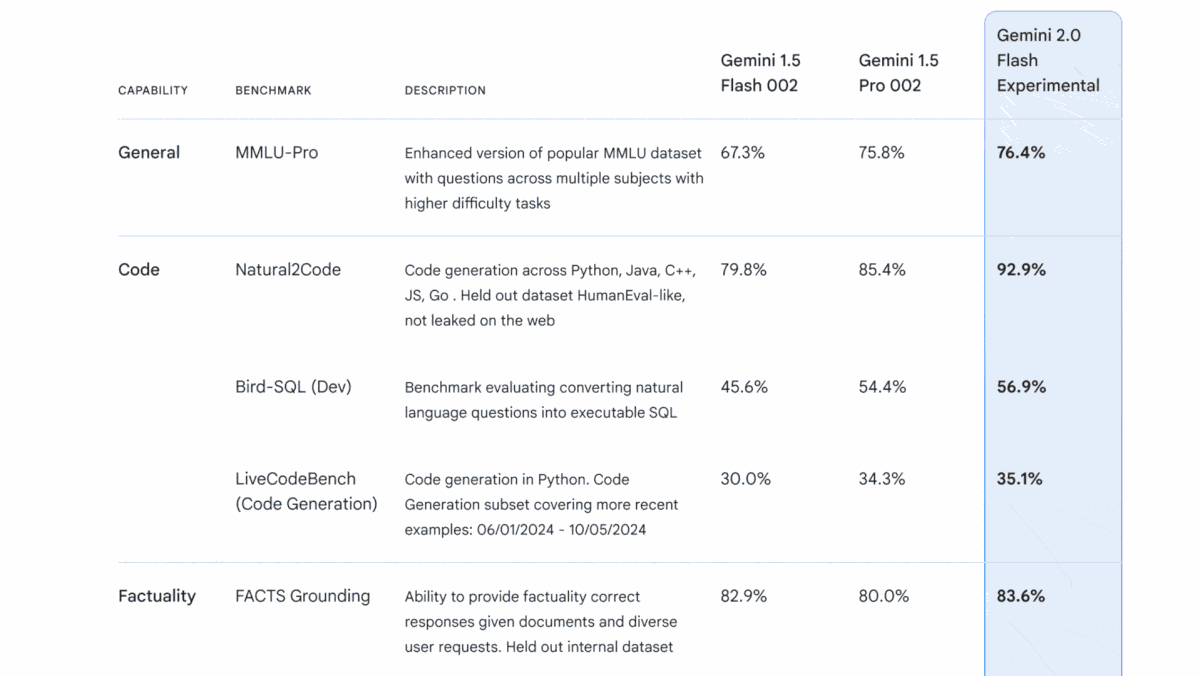 Gemini 1.5 Flash 002
Gemini 1.5 Pro 002
Gemini 2.0 Flash Experimental
CAPABILITY BENCHMARK DESCRIPTION
General MMLU-Pro Enhanced version of popular MMLU dataset 67.3% 75.8% 76.4%
with questions across multiple subjects with
higher difficulty tasks
Code Natural2Code Code generation across Python, Java, C++, 79.8% 85.4% 92.9%
JS, Go . Held out dataset HumanEval-like,
not leaked on the web
Bird-SQL (Dev) Benchmark evaluating converting natural 45.6% 54.4% 56.9%
language questions into executable SQL
LiveCodeBench Code generation in Python. Code 30.0% 34.3% 35.1%
(Code Generation) Generation subset covering more recent
examples: 06/01/2024 - 10/05/2024
Factuality FACTS Grounding Ability to provide factuality correct 82.9% 80.0% 83.6%
responses given documents and diverse
user requests. Held out internal dataset